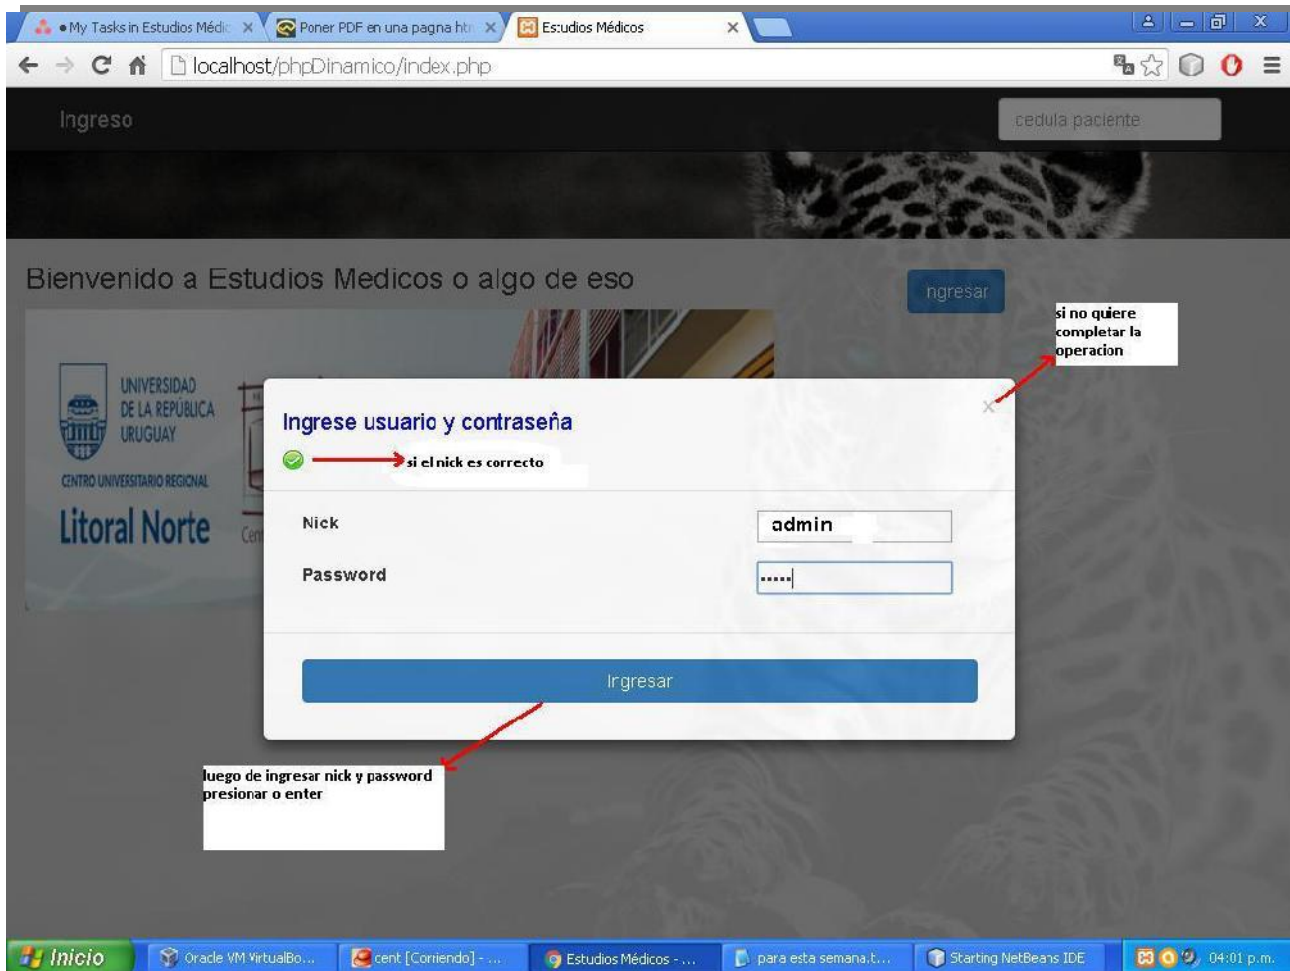 ● My Tasks in Estudios Médic
Poner PDF en una pagna htm
Estudios Médicos
localhost/phpDinamico/index.php
Ingreso
cedula paciente
Bienvenido a Estudios Medicos o algo de eso
ngresar
si no quiere
completar la
operacion
UNIVERSIDAD
DE LA REPÚBLICA
URUGUAY
CENTRO UNIVERSITARIO REGIONAL
Litoral Norte
Cen
Ingrese usuario y contraseña
si el nick es correcto
Nick
admin
Password
•••••
Ingresar
luego de ingresar nick y password
presionar o enter
Inicio
Oracle VM VirtualBo...
cent [Corriendo] - ...
Estudios Médicos - ...
para esta semana.t...
Starting NetBeans IDE
04:01 p.m.